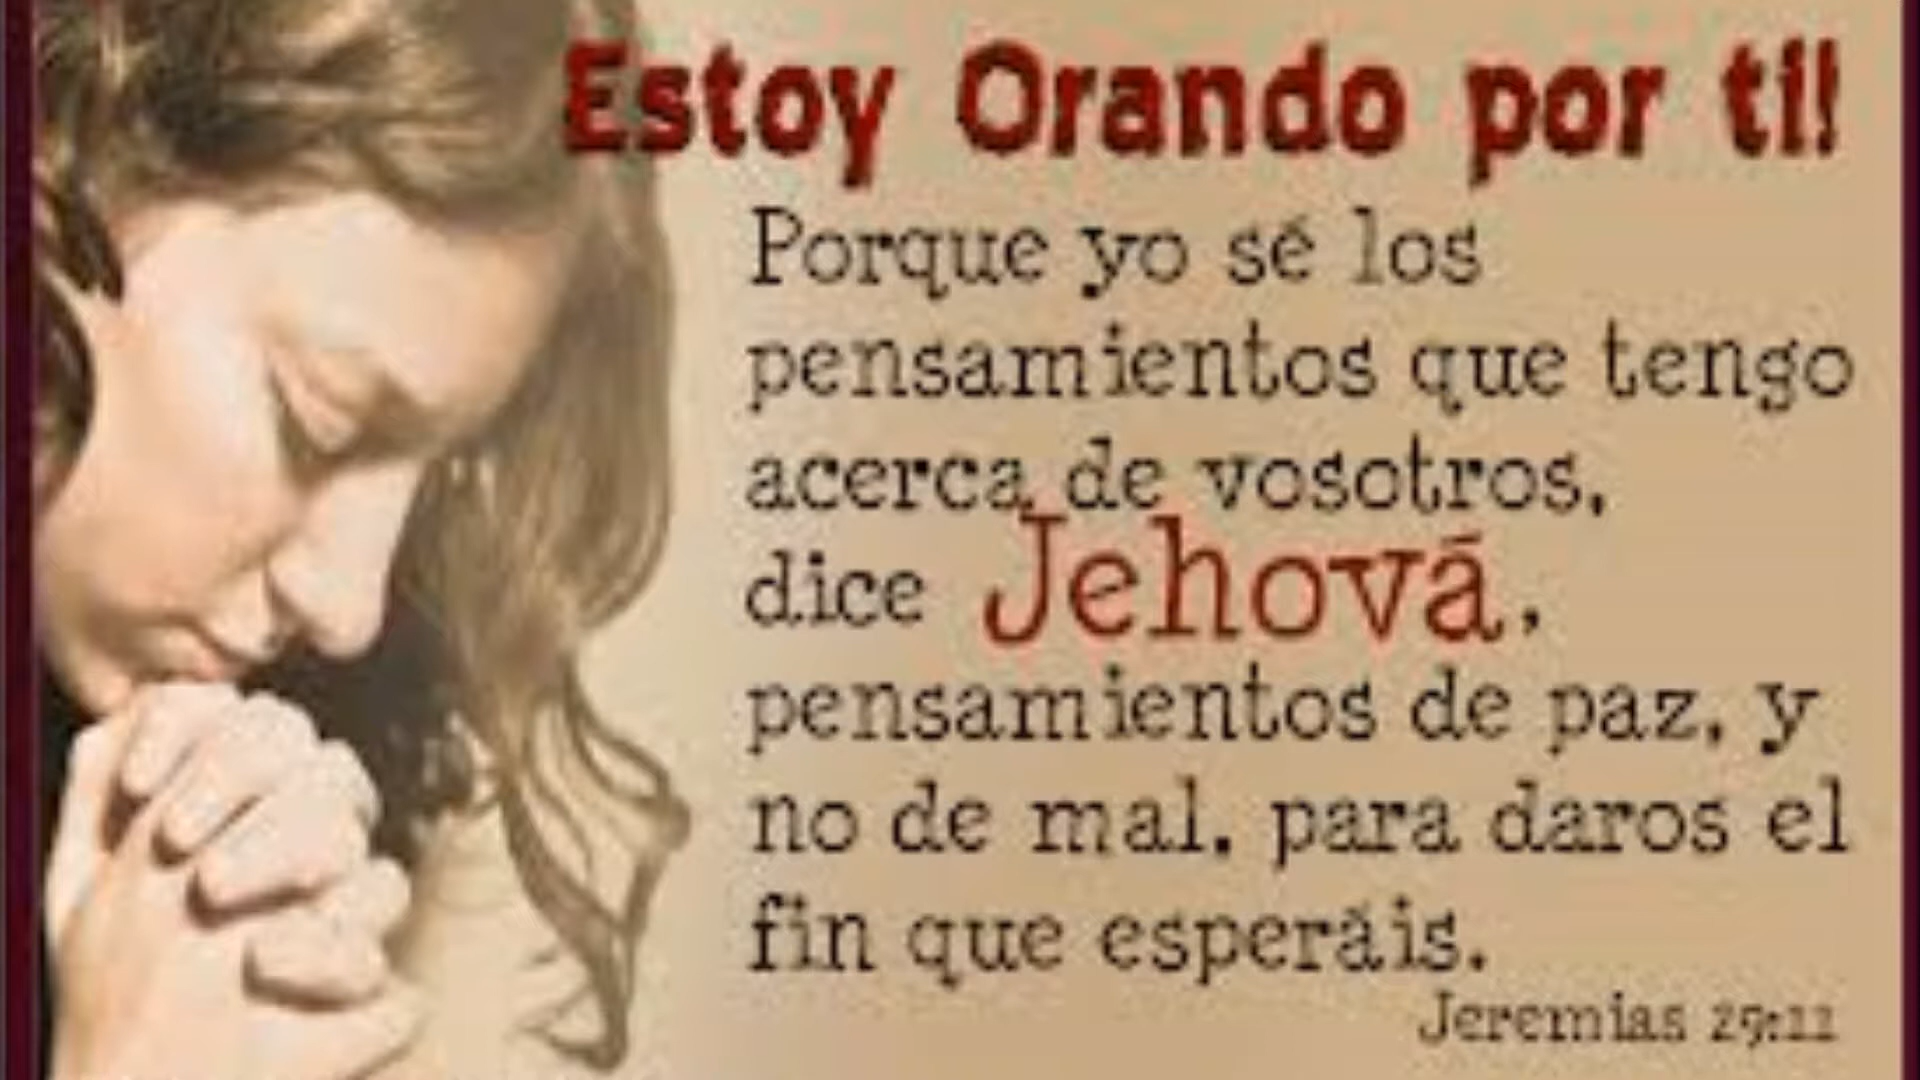 Estoy Orando por ti!
Porque yo sé los
pensamientos que tengo
acerca de vosotros,
dice Jehová,
pensamientos de paz, y
no de mal, para daros el
fin que esperáis.
Jeremias 29:11